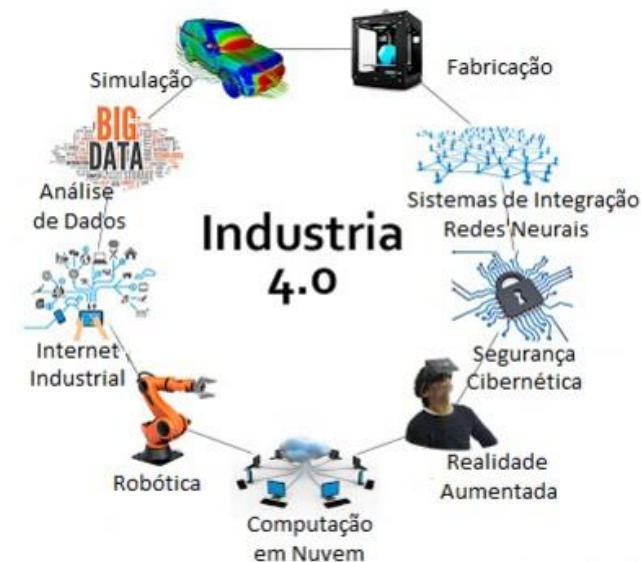 Simulação
Fabricação
BIG
DATA
Análise
de Dados
Sistemas de Integração
Redes Neurais
Industria
4.0
Internet
Industrial
Segurança
Cibernética
Robótica
Realidade
Aumentada
Computação
em Nuvem